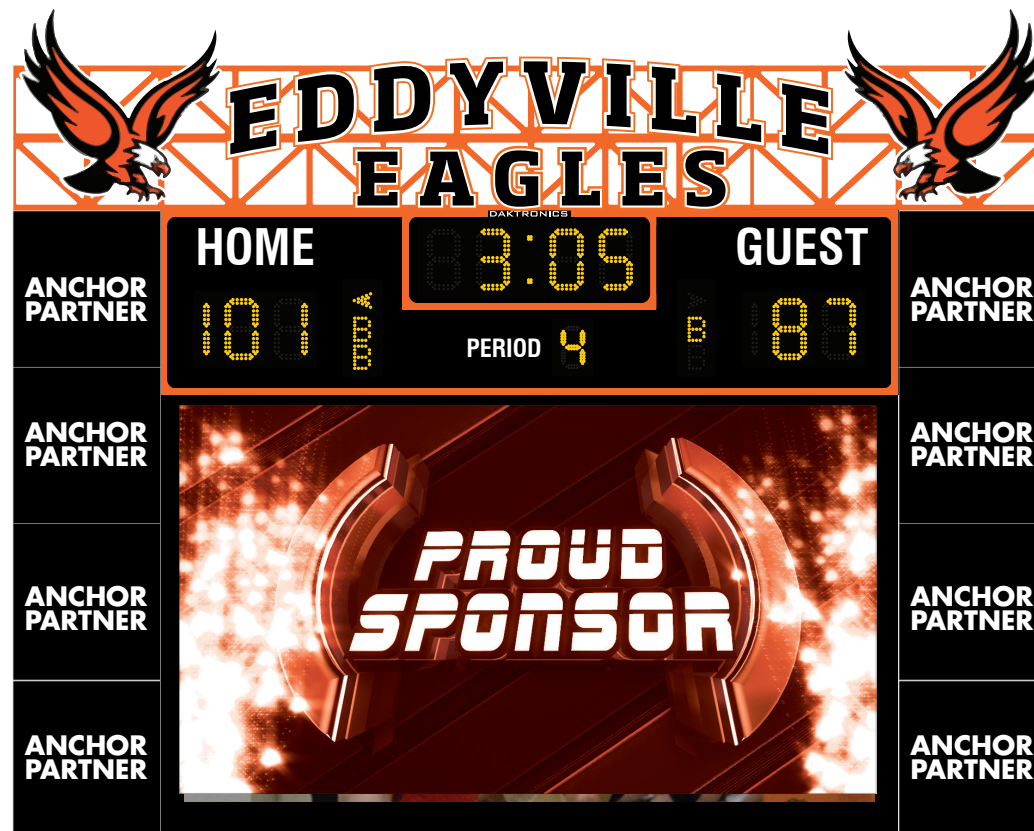 EDDYVILLE
EAGLES
DAKTRONICS
HOME
3:05
GUEST
101
B
B
PERIOD 4
B
87
ANCHOR
PARTNER
ANCHOR
PARTNER
ANCHOR
PARTNER
ANCHOR
PARTNER
PROUD
SPONSOR
ANCHOR
PARTNER
ANCHOR
PARTNER
ANCHOR
PARTNER
ANCHOR
PARTNER